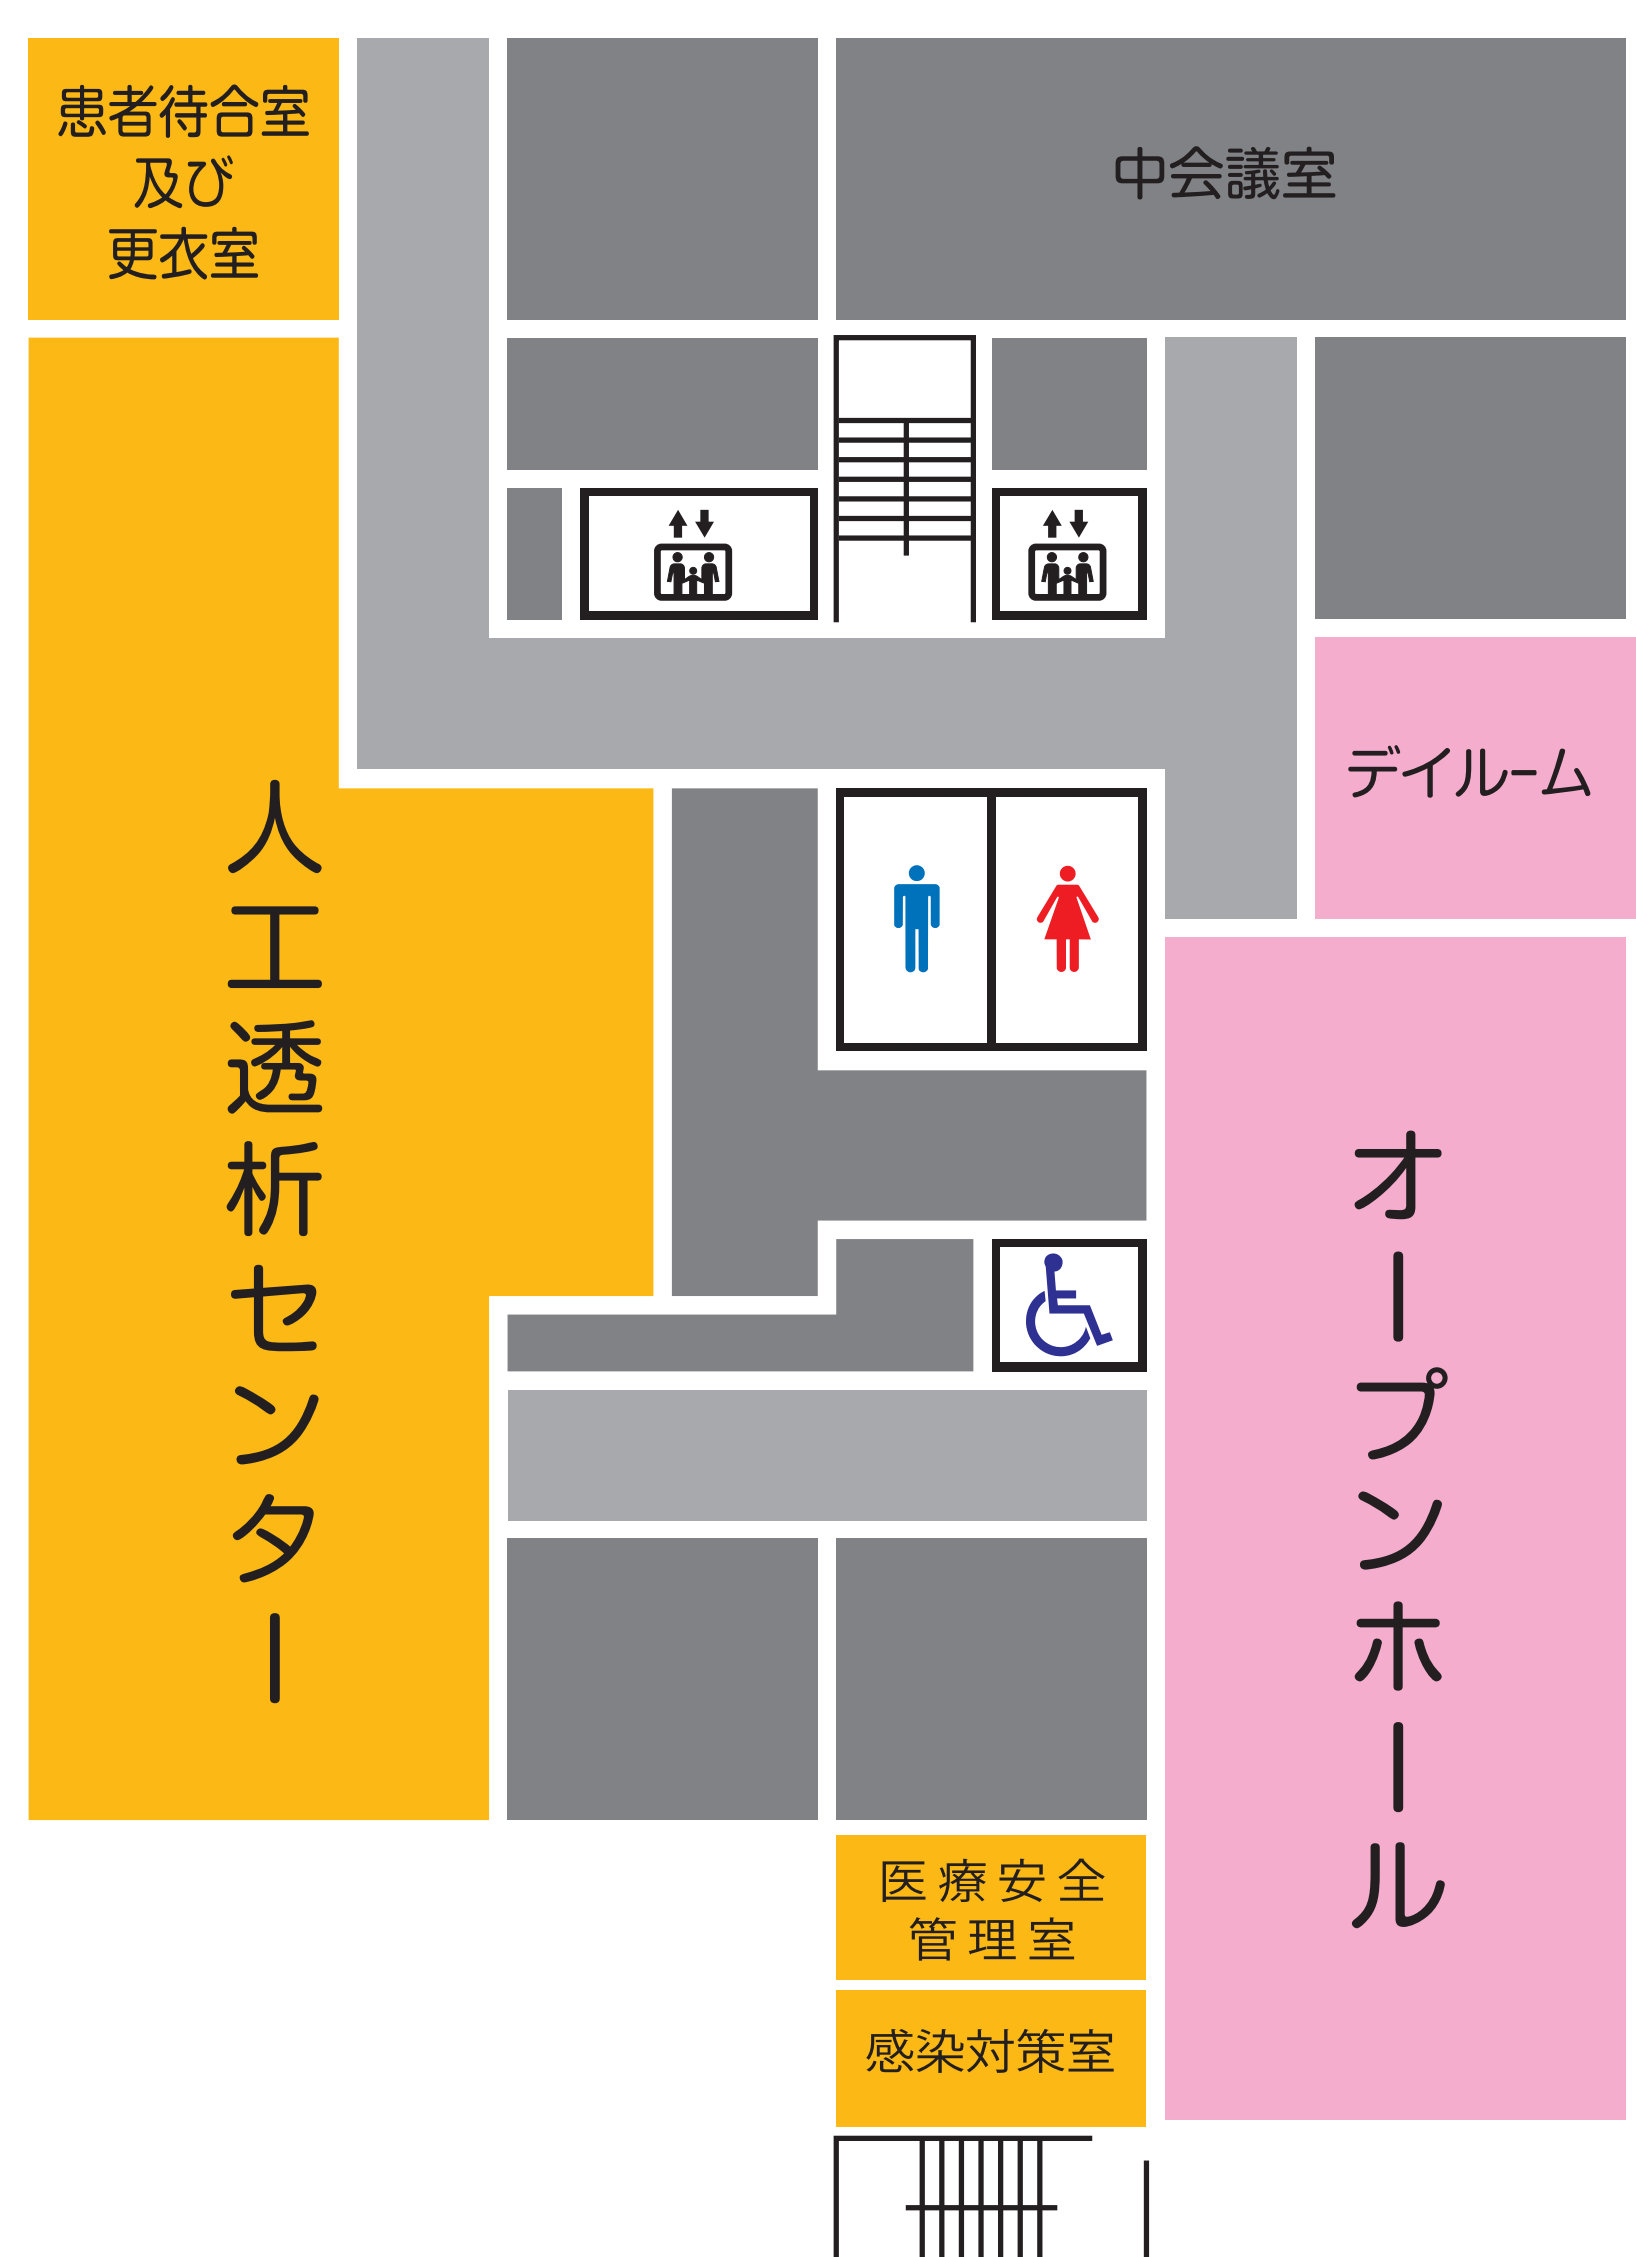 患者待合室
及び
更衣室
中会議室
デイルーム
人工透析センター
オープンホール
医療安全
管理室
感染対策室